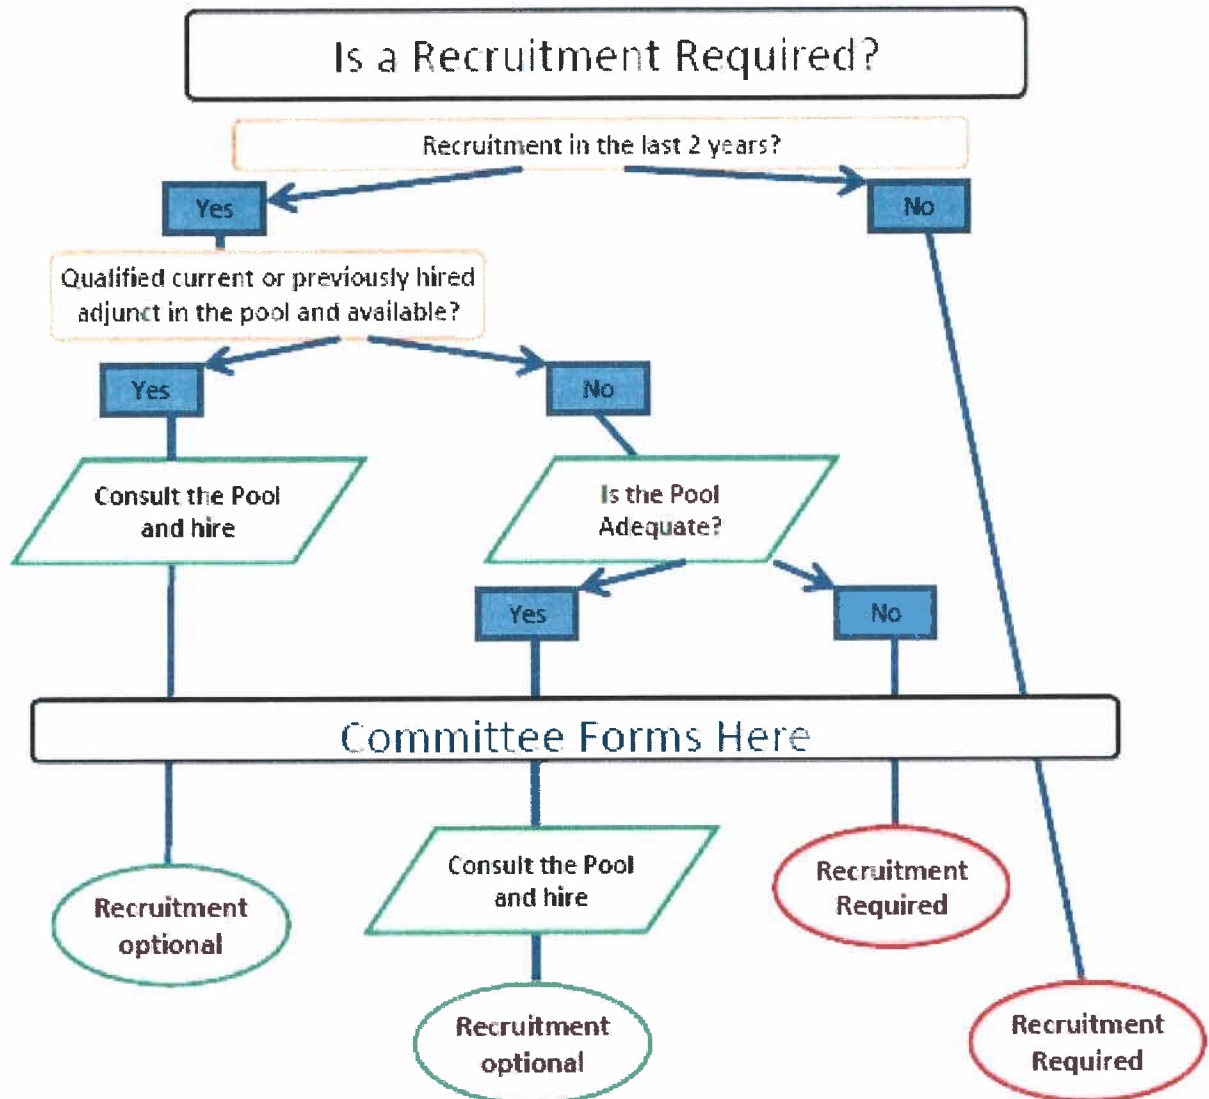 Is a Recruitment Required?
Recruitment in the last 2 years?
Yes
No
Qualified current or previously hired
adjunct in the pool and available?
Yes
No
Consult the Pool
and hire
Is the Pool
Adequate?
Yes
No
Committee Forms Here
Recruitment
optional
Consult the Pool
and hire
Recruitment
Required
Recruitment
optional
Recruitment
Required